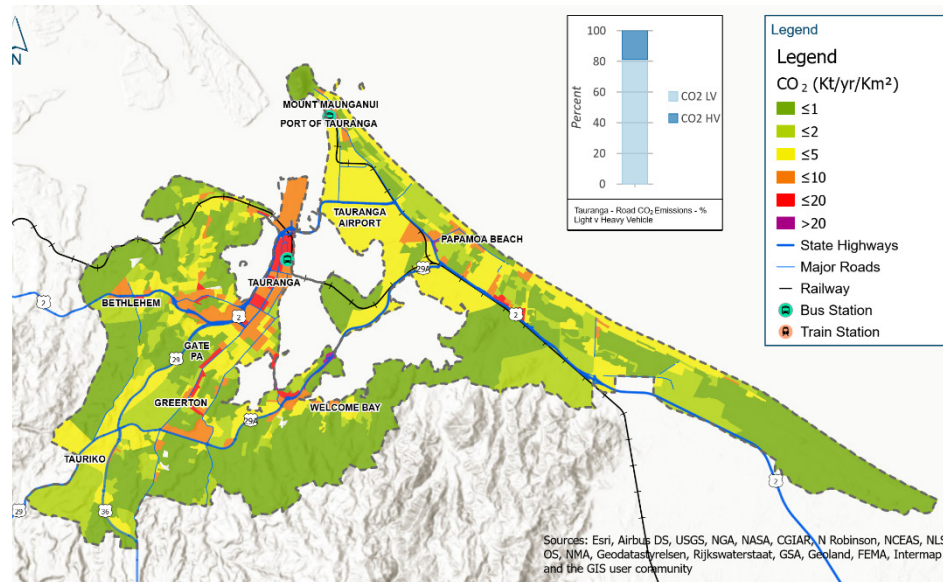 N
MOUNT MAUNGANUI
PORT OF TAURANGA
TAURANGA
AIRPORT
PAPAMOA BEACH
29A
TAURANGA
BETHLEHEM
2
2
2
GATE
PA
29
GREERTON
29A
WELCOME BAY
TAURIKO
29
36
2
Percent
100
80
60
40
20
0
CO2 LV
CO2 HV
Tauranga - Road CO₂ Emissions - %
Light v Heavy Vehicle
Legend
Legend
CO₂ (Kt/yr/Km²)
≤1
≤2
≤5
≤10
≤20
>20
State Highways
Major Roads
Railway
Bus Station
Train Station
Sources: Esri, Airbus DS, USGS, NGA, NASA, CGIAR, N Robinson, NCEAS, NLS
OS, NMA, Geodatastyrelsen, Rijkswaterstaat, GSA, Geoland, FEMA, Intermap
and the GIS user community